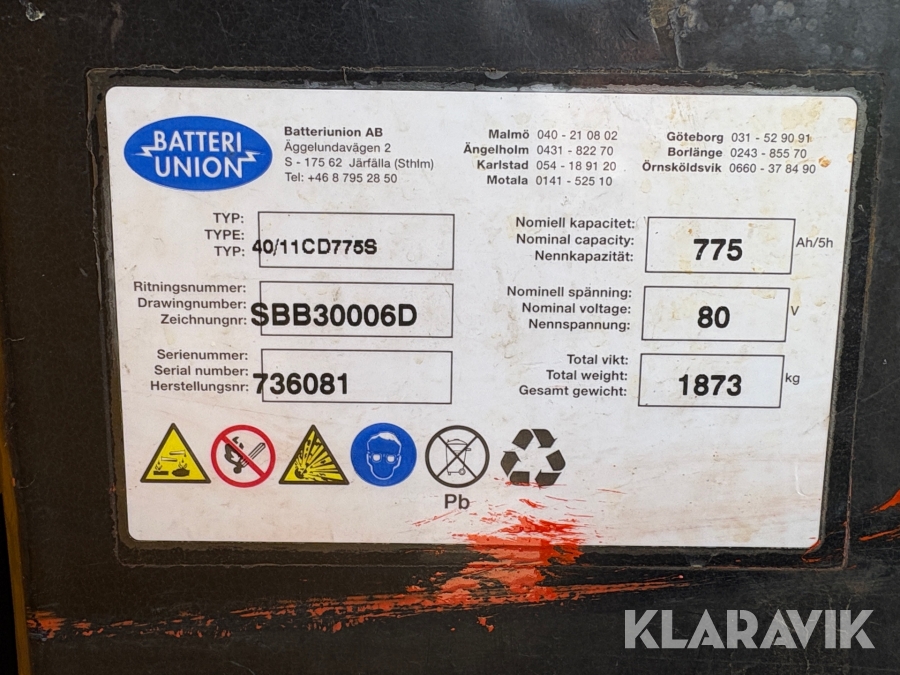 BATTERI
UNION
Batteriunion AB
Äggelundavägen 2
S - 175 62 Järfälla (Sthlm)
Tel: +46 8 795 28 50
Malmö 040 - 21 08 02
Ängelholm 0431 - 822 70
Karlstad 054 - 18 91 20
Motala 0141 - 525 10
Göteborg 031 - 52 90 91
Borlänge 0243 - 855 70
Örnsköldsvik 0660 - 37 84 90
TYP:
TYPE:
TYP: 40/11CD775S
Ritningsnummer:
Drawingnumber:
Zeichnungnr: SBB30006D
Serienummer:
Serial number:
Herstellungsnr: 736081
Nomiell kapacitet:
Nominal capacity: 775 Ah/5h
Nennkapazität:
Nominell spänning:
Nominal voltage: 80 V
Nennspannung:
Total vikt:
Total weight: 1873 kg
Gesamt gewicht:
Pb
KLARAVIK